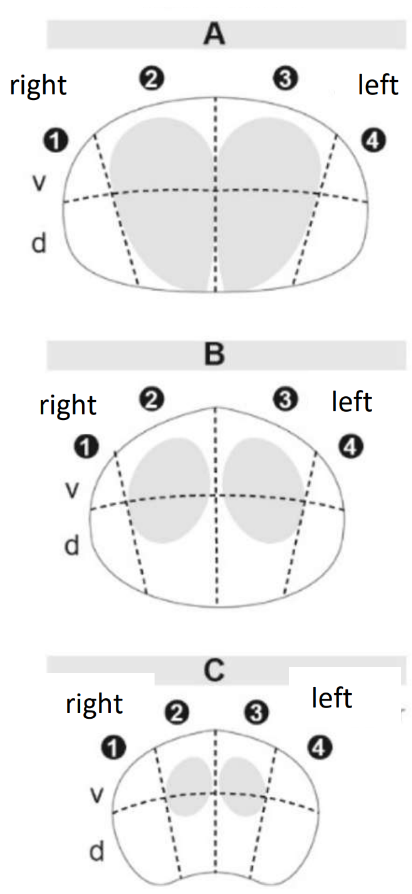 A
❷ ❸
right left
❶ ❹
v
d
B
right ❷ ❸ left
❶ ❹
v
d
C
right ❷ ❸ left
❶ ❹
v
d